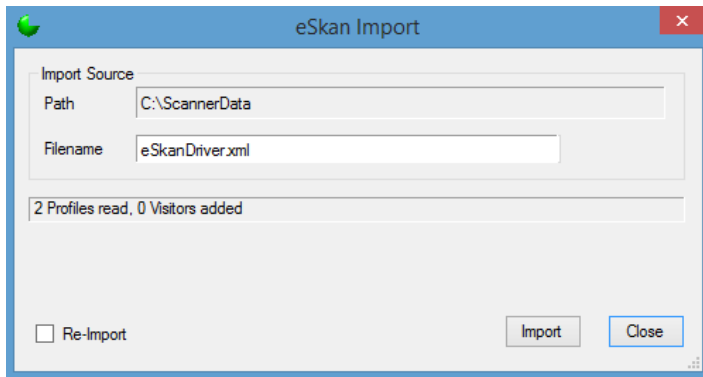 eSkan Import
Import Source
Path C:\ScannerData
Filename eSkanDriver.xml
2 Profiles read, 0 Visitors added
Re-Import Import Close